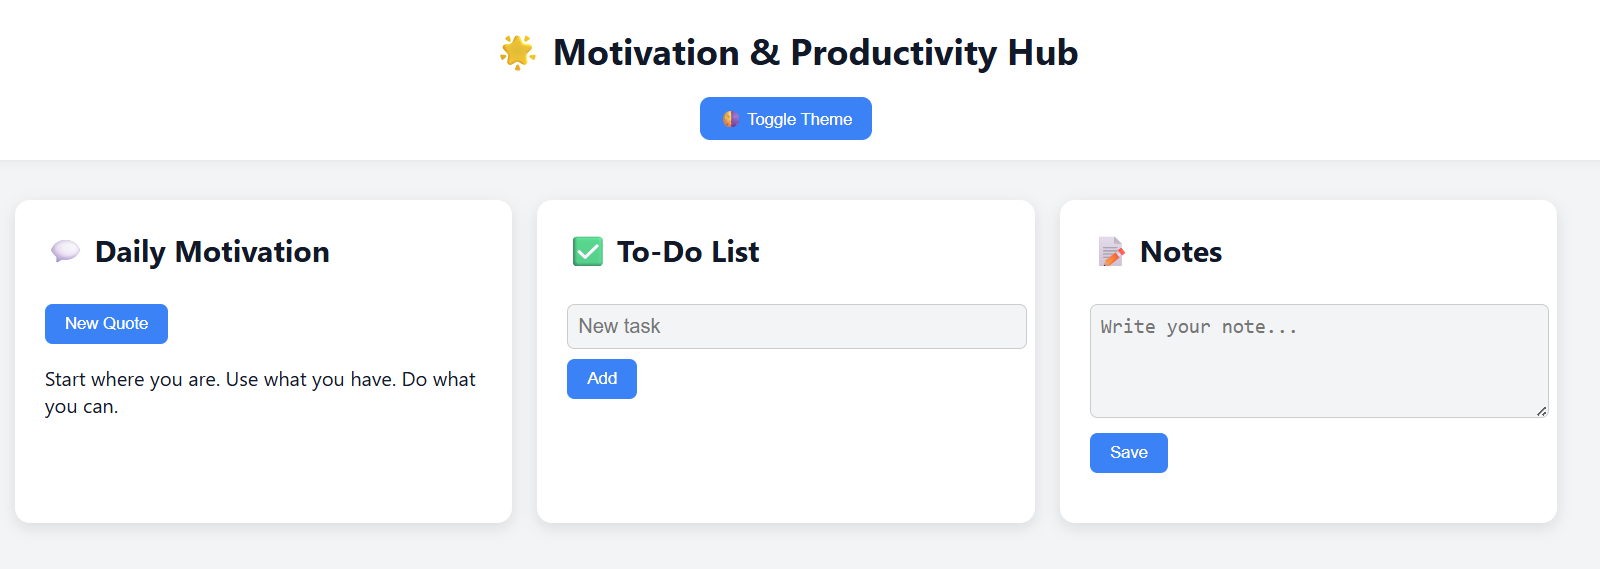 🌟 Motivation & Productivity Hub
Toggle Theme
💬 Daily Motivation
New Quote
Start where you are. Use what you have. Do what
you can.
✅ To-Do List
New task
Add
📝 Notes
Write your note...
Save